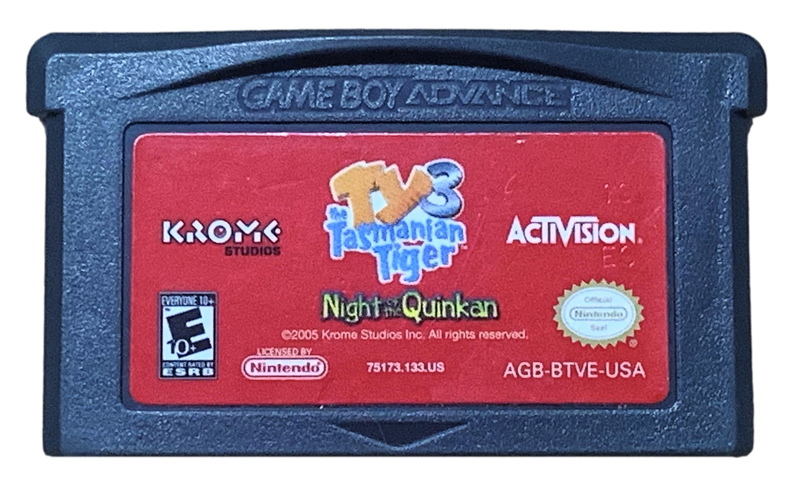 GAME BOY ADVANCE
TY3
the
Tasmanian
Tiger™
KROME
STUDIOS
ACTIVISION®
Night of the Quinkan
EVERYONE 10+
E
10+
CONTENT RATED BY
ESRB
©2005 Krome Studios Inc. All rights reserved.
Official
Nintendo
Seal
®
LICENSED BY
Nintendo
75173.133.US
AGB-BTVE-USA